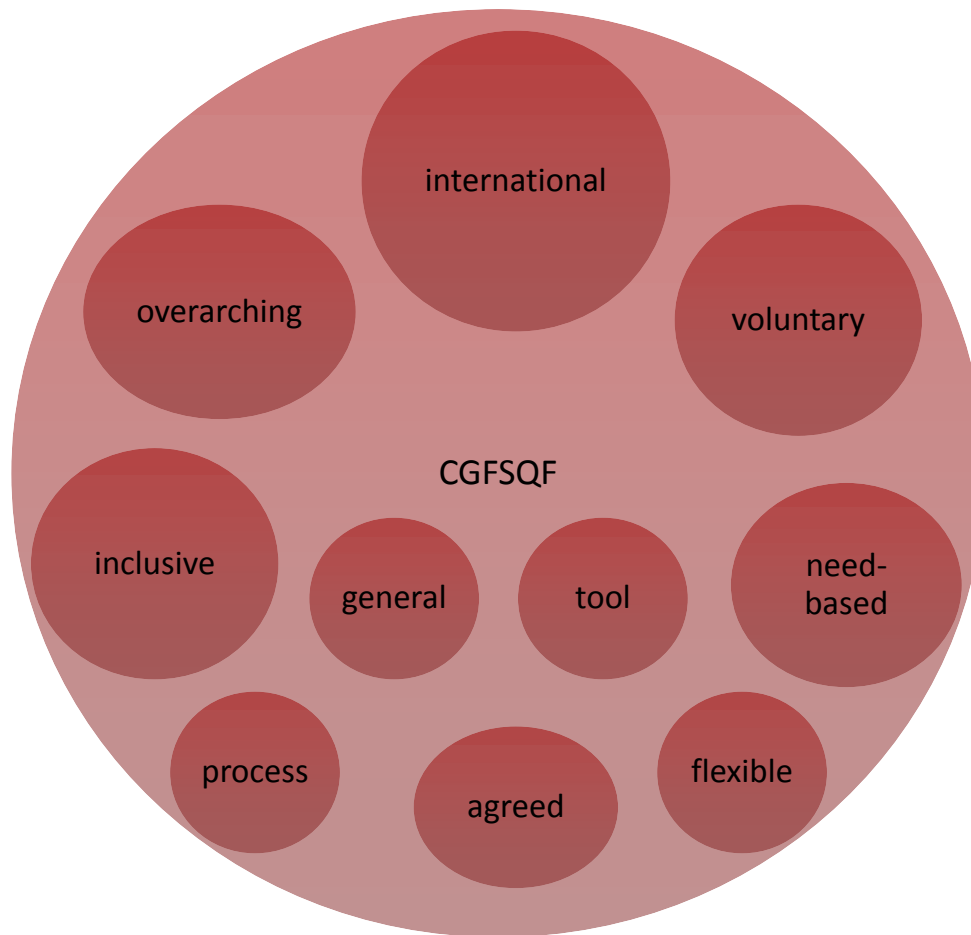 international
overarching
voluntary
CGFSQF
inclusive
general
tool
need-
based
process
agreed
flexible